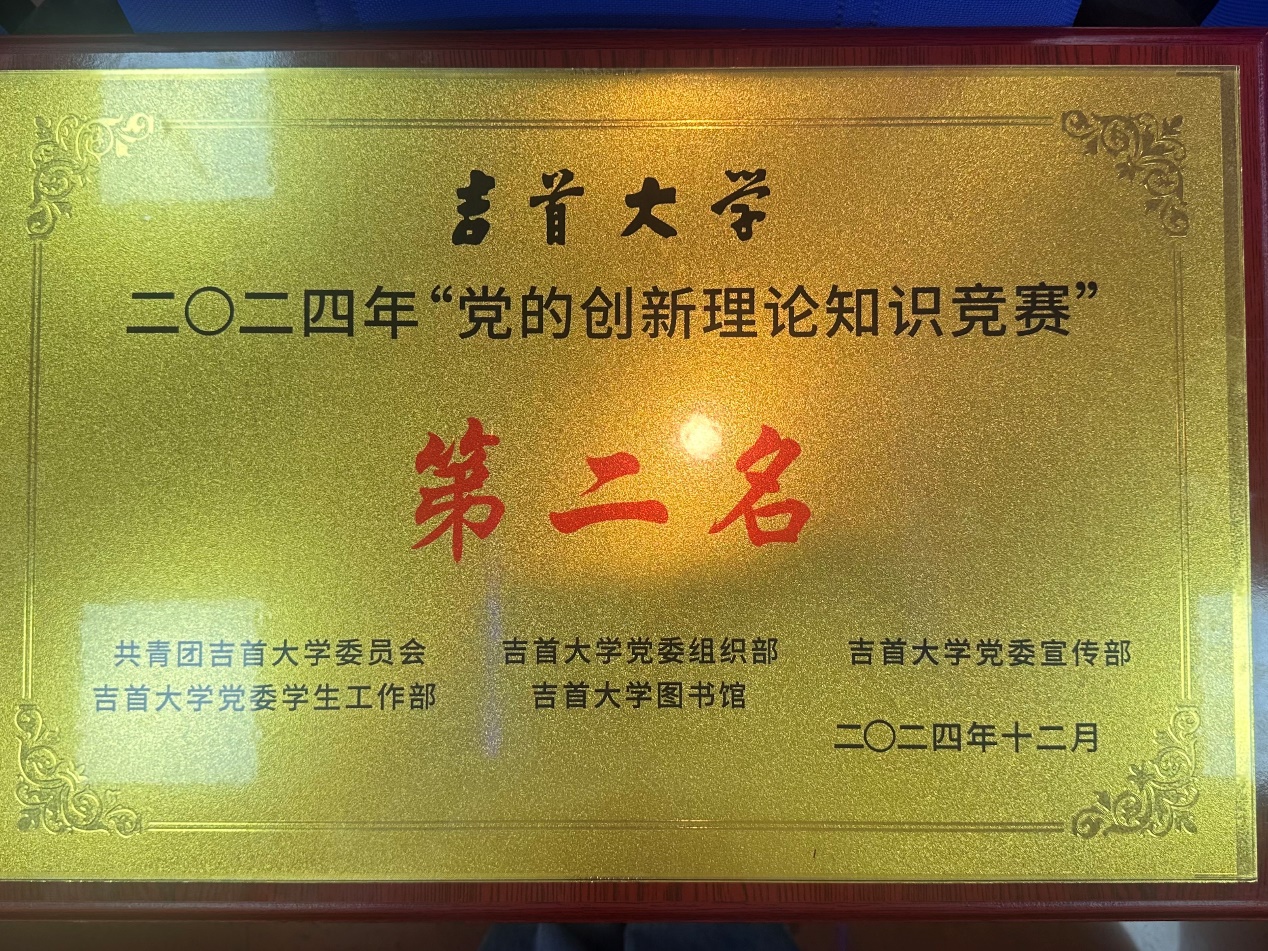 吉首大学
二〇二四年“党的创新理论知识竞赛”
第二名
共青团吉首大学委员会 吉首大学党委组织部 吉首大学党委宣传部
吉首大学党委学生工作部 吉首大学图书馆
二〇二四年十二月